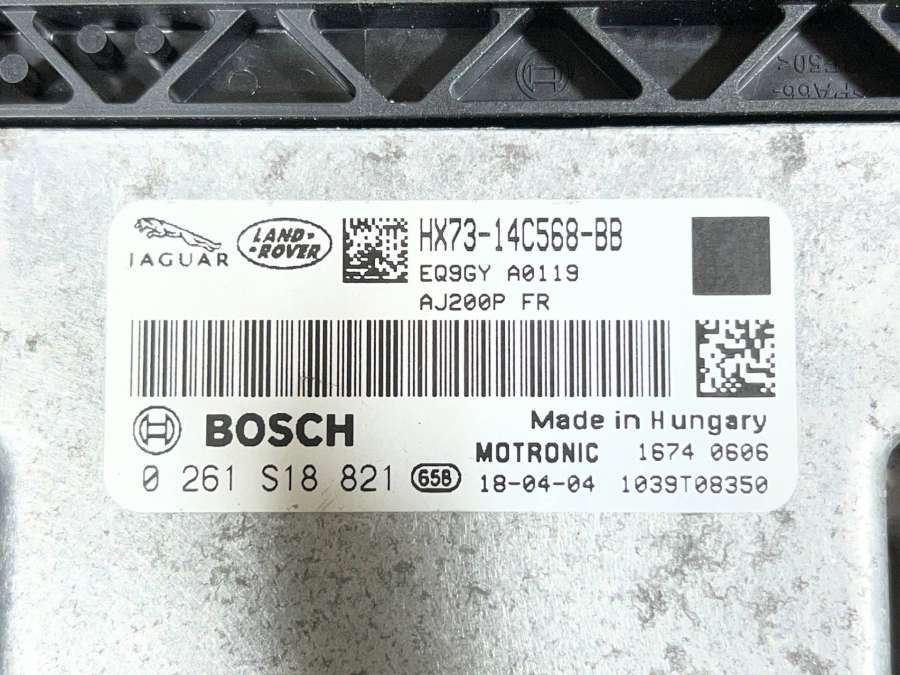 JAGUAR
LAND-
-ROVER
HX73-14C568-BB
EQ9GY A0119
AJ200P FR
BOSCH
Made in Hungary
MOTRONIC 1674 0606
0 261 S18 821 65B 18-04-04 1039T08350